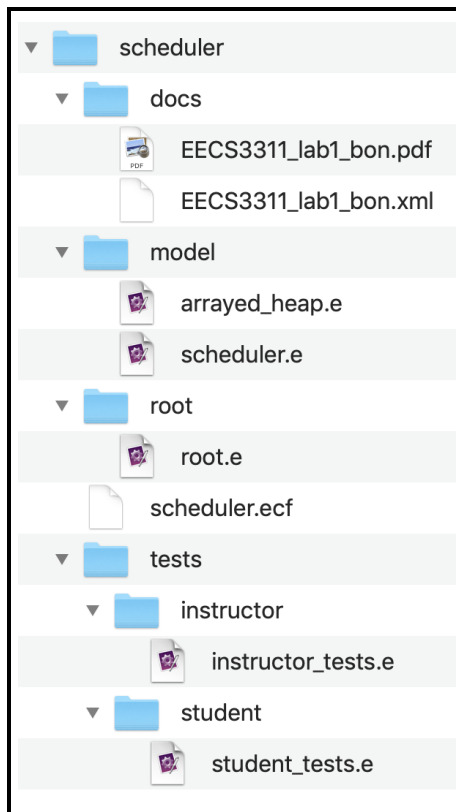 scheduler
docs
PDF
EECS3311_lab1_bon.pdf
EECS3311_lab1_bon.xml
model
arrayed_heap.e
scheduler.e
root
root.e
scheduler.ecf
tests
instructor
instructor_tests.e
student
student_tests.e